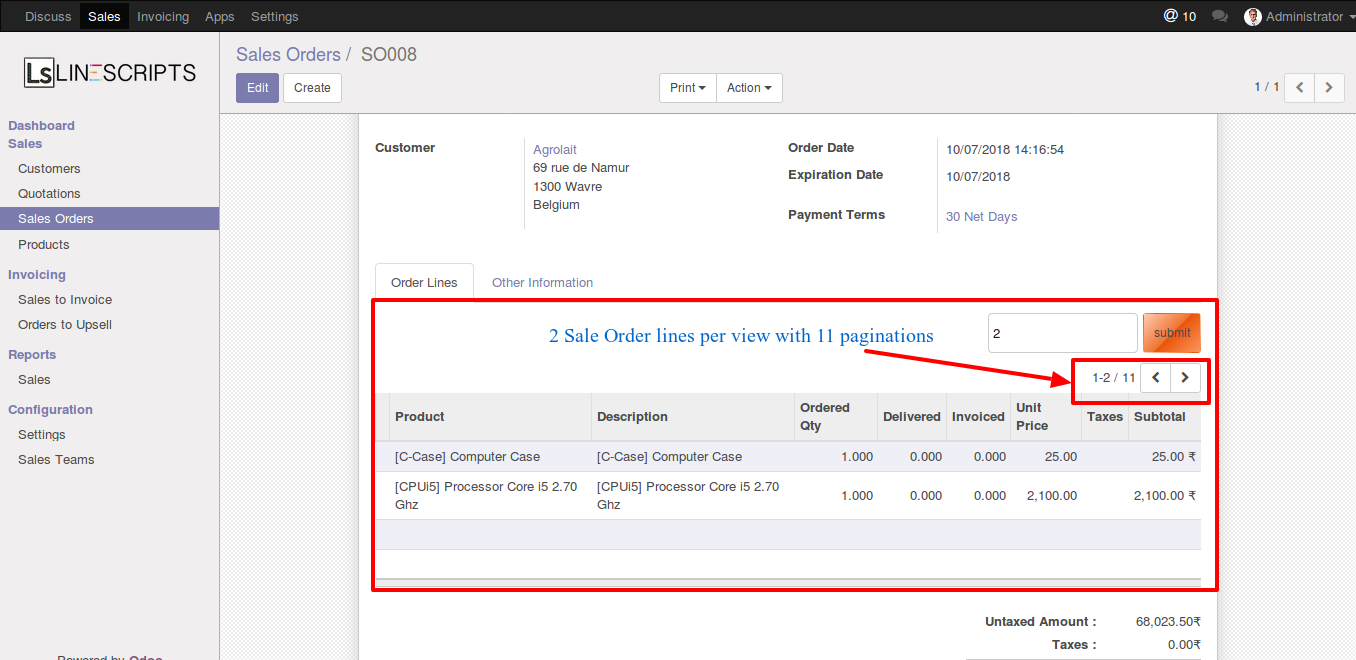 Discuss Sales Invoicing Apps Settings @ 10 Administrator
Ls LINESCRIPTS
Sales Orders / SO008
Edit Create Print Action 1 / 1
Dashboard
Sales
Customers
Quotations
Sales Orders
Products
Invoicing
Sales to Invoice
Orders to Upsell
Reports
Sales
Configuration
Settings
Sales Teams
Powered by Odoo
Customer
Agrolait
69 rue de Namur
1300 Wavre
Belgium
Order Date 10/07/2018 14:16:54
Expiration Date 10/07/2018
Payment Terms 30 Net Days
Order Lines Other Information
2 Sale Order lines per view with 11 paginations
2 submit
1-2 / 11
Product Description Ordered Qty Delivered Invoiced Unit Price Taxes Subtotal
[C-Case] Computer Case [C-Case] Computer Case 1.000 0.000 0.000 25.00 25.00 ₹
[CPUi5] Processor Core i5 2.70 Ghz [CPUi5] Processor Core i5 2.70 Ghz 1.000 0.000 0.000 2,100.00 2,100.00 ₹
Untaxed Amount : 68,023.50₹
Taxes : 0.00₹